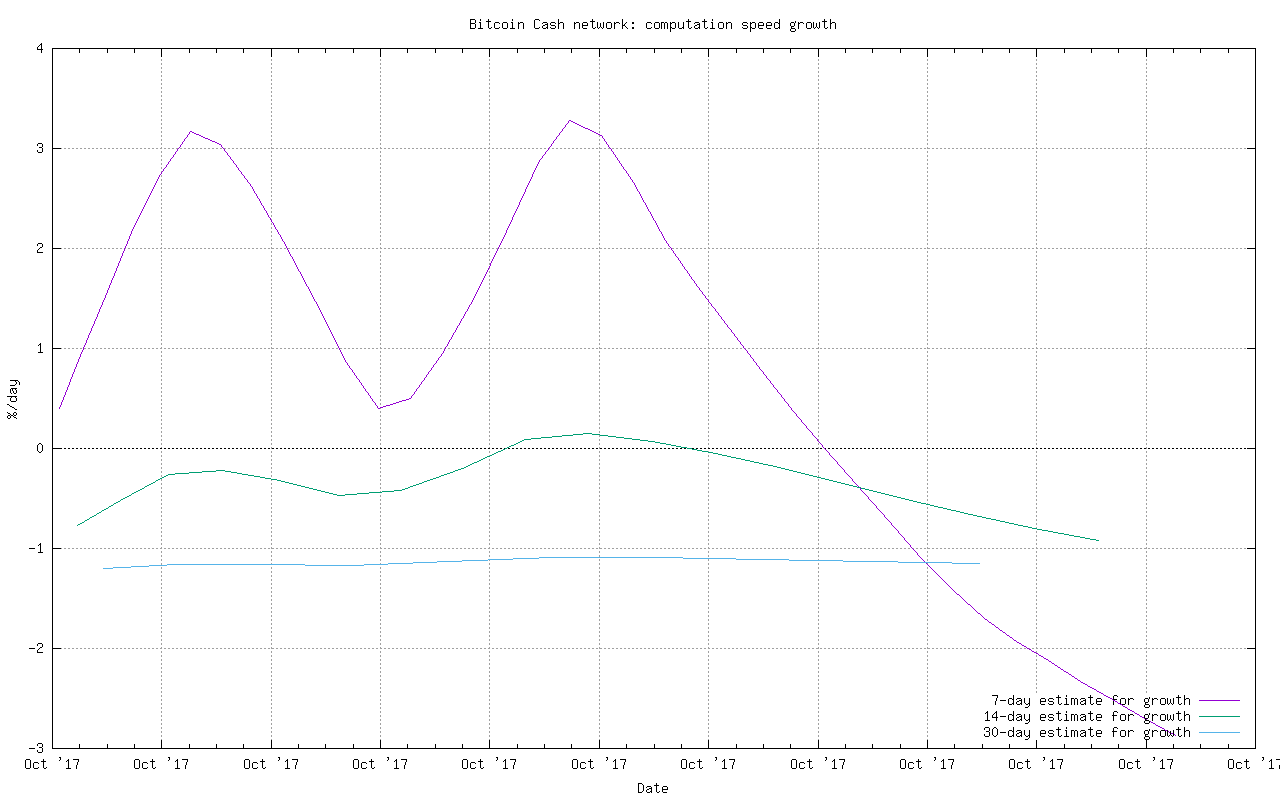 Bitcoin Cash network: computation speed growth
4
3
2
1
0
-1
-2
-3
%/day
7-day estimate for growth
14-day estimate for growth
30-day estimate for growth
Oct '17 Oct '17 Oct '17 Oct '17 Oct '17 Oct '17 Oct '17 Oct '17 Oct '17 Oct '17 Oct '17 Oct '17
Date